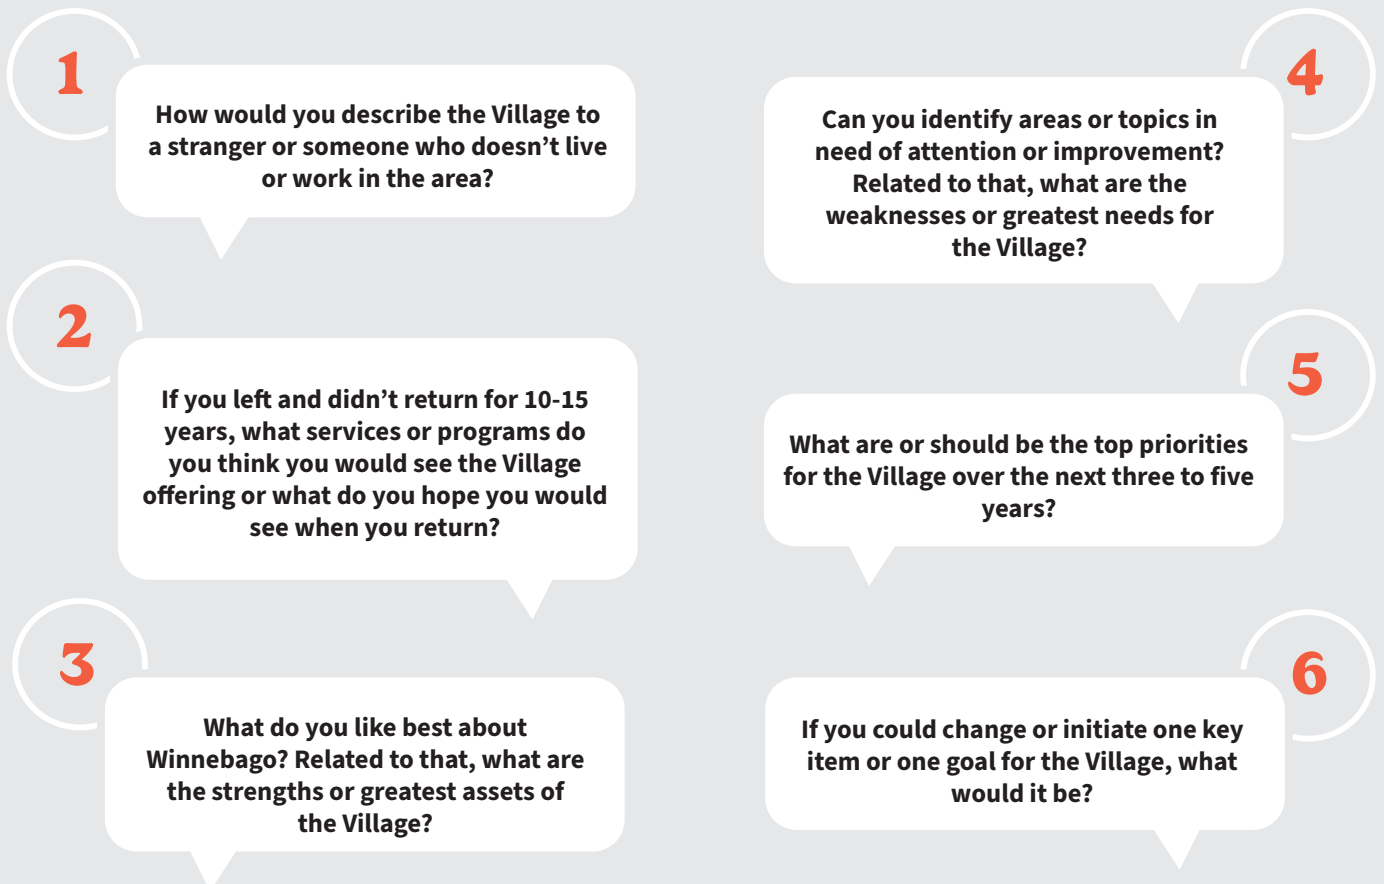 1
How would you describe the Village to
a stranger or someone who doesn’t live
or work in the area?
2
If you left and didn’t return for 10-15
years, what services or programs do
you think you would see the Village
offering or what do you hope you would
see when you return?
3
What do you like best about
Winnebago? Related to that, what are
the strengths or greatest assets of
the Village?
4
Can you identify areas or topics in
need of attention or improvement?
Related to that, what are the
weaknesses or greatest needs for
the Village?
5
What are or should be the top priorities
for the Village over the next three to five
years?
6
If you could change or initiate one key
item or one goal for the Village, what
would it be?